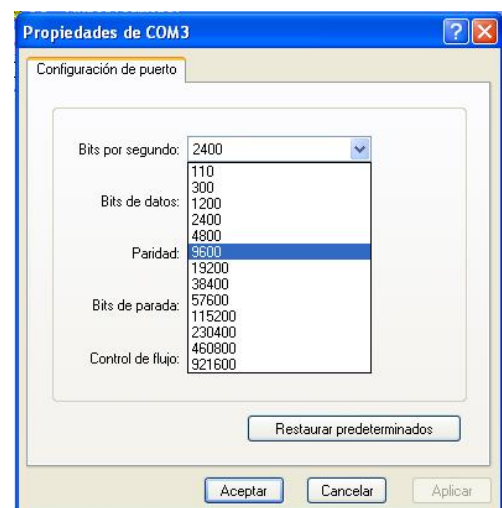 Propiedades de COM3
Configuración de puerto
Bits por segundo: 2400
110
300
Bits de datos: 1200
2400
4800
Paridad: 9600
19200
38400
Bits de parada: 57600
115200
230400
Control de flujo: 460800
921600
Restaurar predeterminados
Aceptar Cancelar Aplicar